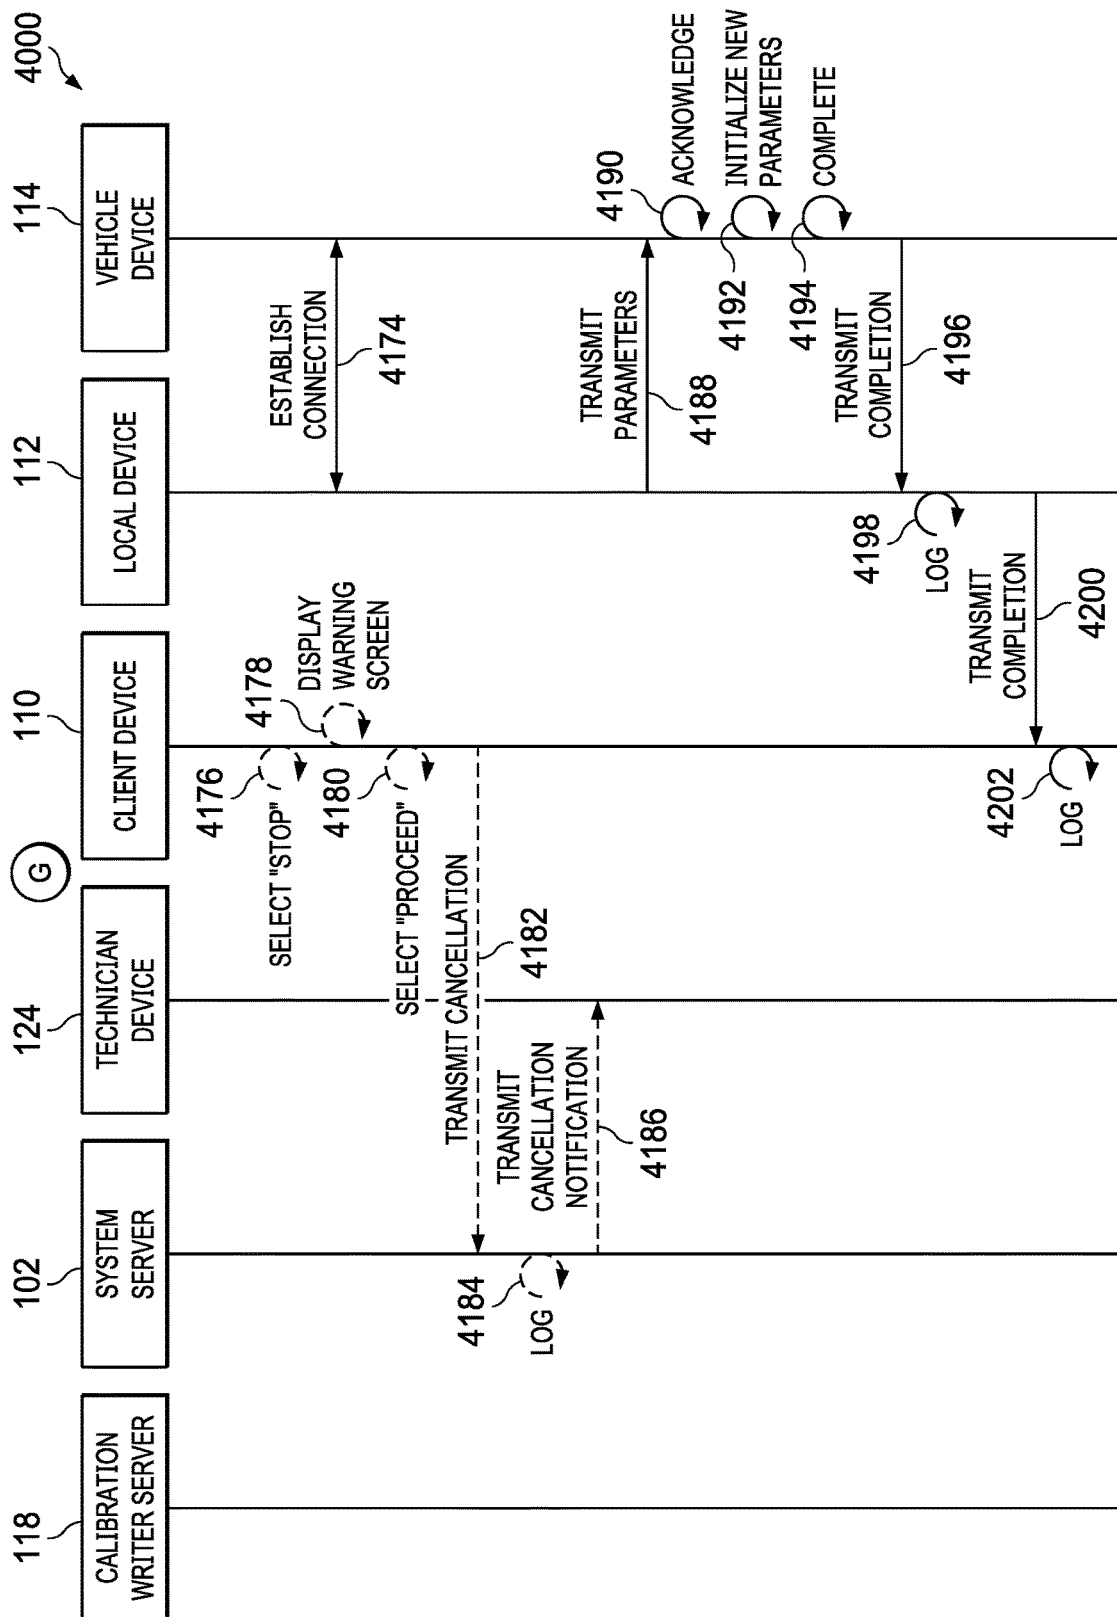 4000
118
102
124
G
110
112
114
CALIBRATION
WRITER SERVER
SYSTEM
SERVER
TECHNICIAN
DEVICE
CLIENT DEVICE
LOCAL DEVICE
VEHICLE
DEVICE
4176
SELECT "STOP"
4178
DISPLAY
WARNING
SCREEN
ESTABLISH
CONNECTION
4174
4180
SELECT "PROCEED"
TRANSMIT CANCELLATION
4182
4184
LOG
TRANSMIT
CANCELLATION
NOTIFICATION
4186
TRANSMIT
PARAMETERS
4188
4190
ACKNOWLEDGE
4192
INITIALIZE NEW
PARAMETERS
4194
COMPLETE
TRANSMIT
COMPLETION
4196
4198
LOG
TRANSMIT
COMPLETION
4200
4202
LOG